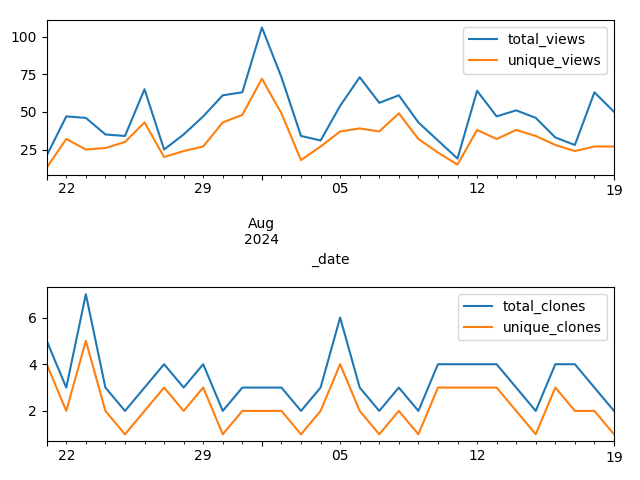 total_views
unique_views
100
75
50
25
22 29 05 12 19
Aug
2024
_date
total_clones
unique_clones
6
4
2
22 29 05 12 19